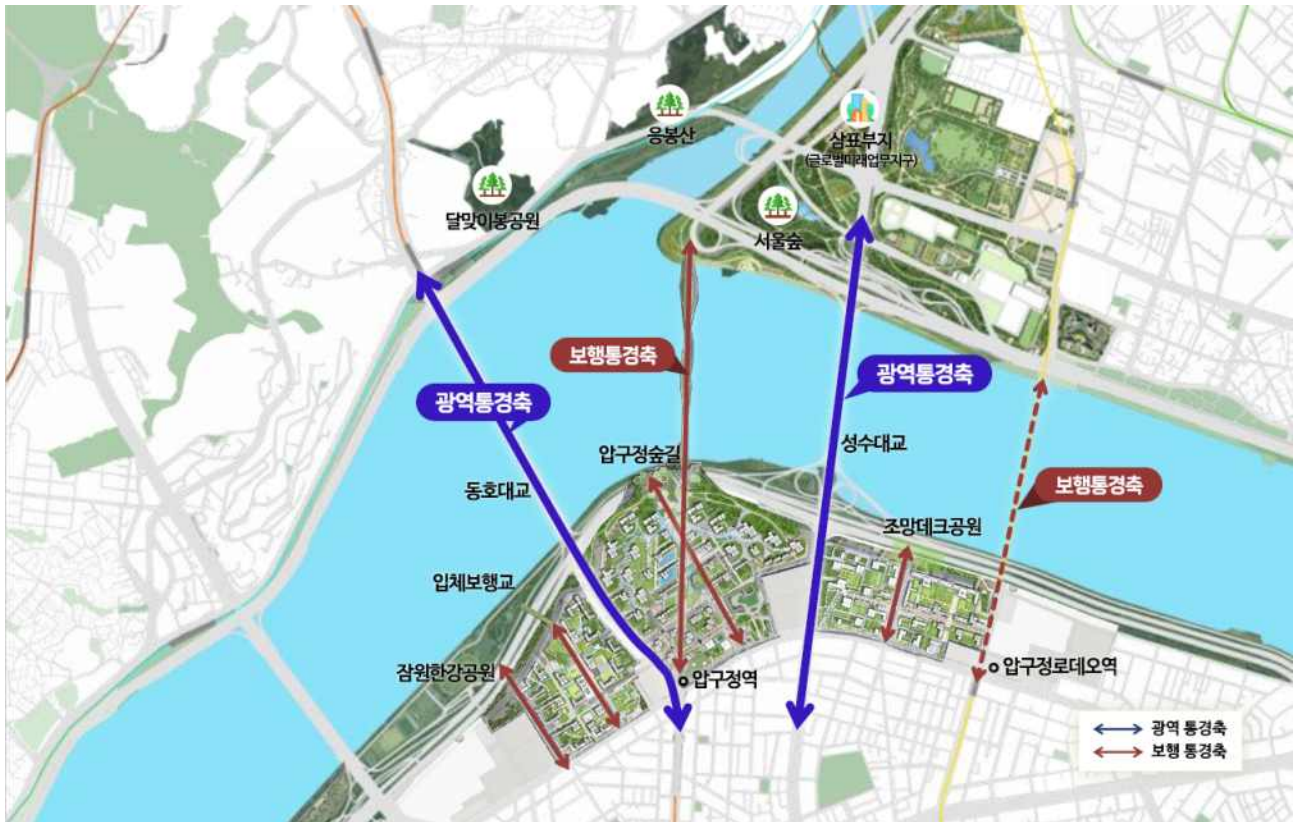 응봉산
삼표부지
(글로벌미래업무지구)
달맞이봉공원
서울숲
보행통경축
광역통경축
광역통경축
압구정숲길
성수대교
동호대교
보행통경축
조망데크공원
입체보행교
잠원한강공원
압구정역
압구정로데오역
광역 통경축
보행 통경축